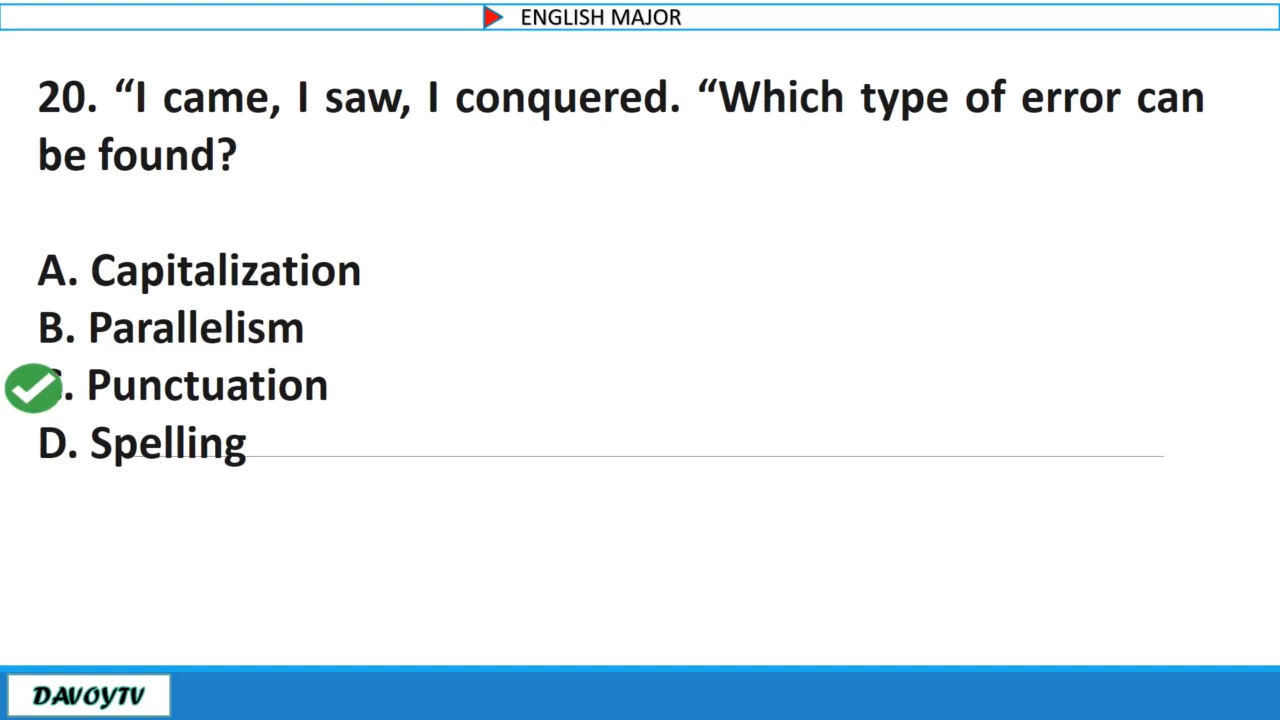 ENGLISH MAJOR
20. “I came, I saw, I conquered. “Which type of error can
be found?
A. Capitalization
B. Parallelism
. Punctuation
D. Spelling
DAVOYTV